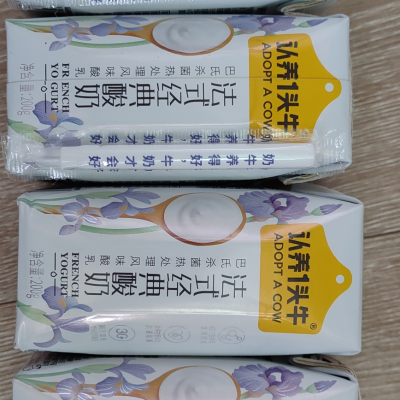 认养1头牛
ADOPT A COW
法式经典酸奶
巴氏杀菌热处理风味酸乳
FRENCH
YOGURT
净含量:200g
奶牛养得好,牛奶才会好
认养1头牛®
ADOPT A COW
法式经典酸奶
巴氏杀菌热处理风味酸乳
FRENCH
YOGURT
净含量:200g